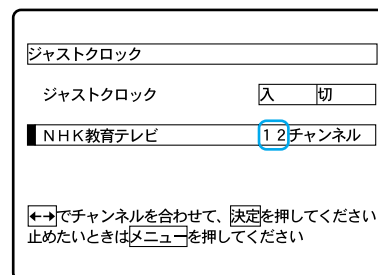 ジャストクロック
ジャストクロック 入 切
NHK教育テレビ 12チャンネル
←→でチャンネルを合わせて、決定を押してください
止めたいときはメニューを押してください